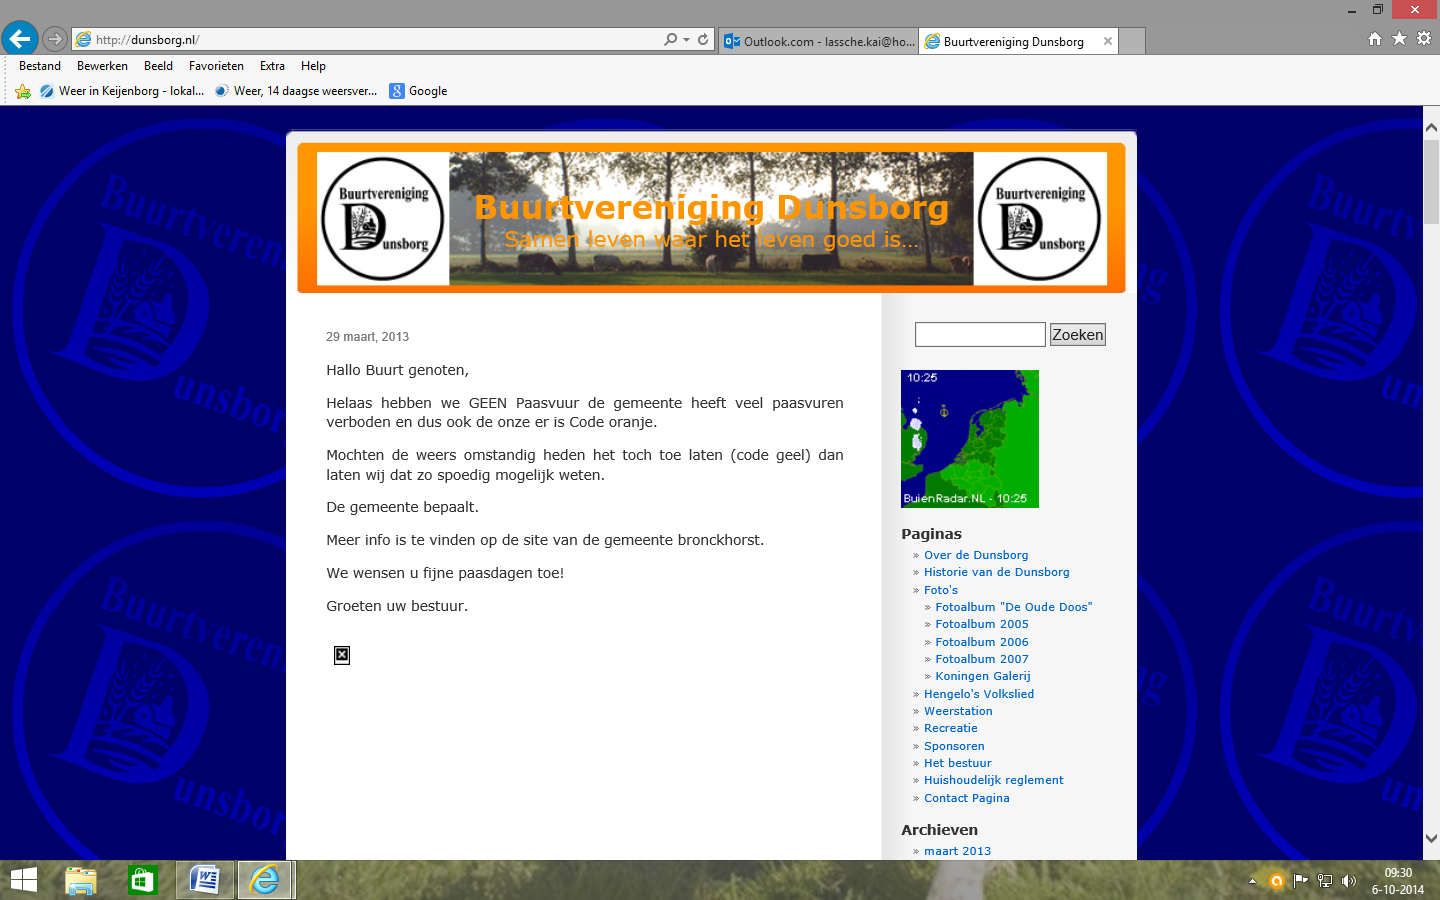 http://dunsborg.nl/
Outlook.com - lassche.kai@ho...
Buurtvereniging Dunsborg
Bestand Bewerken Beeld Favorieten Extra Help
Weer in Keijenborg - lokal... Weer, 14 daagse weersver... Google
Buurtvereniging
Dunsborg
Buurtvereniging Dunsborg
Samen leven waar het leven goed is...
Buurtvereniging
Dunsborg
29 maart, 2013
Hallo Buurt genoten,
Helaas hebben we GEEN Paasvuur de gemeente heeft veel paasvuren
verboden en dus ook de onze er is Code oranje.
Mochten de weers omstandig heden het toch toe laten (code geel) dan
laten wij dat zo spoedig mogelijk weten.
De gemeente bepaalt.
Meer info is te vinden op de site van de gemeente bronckhorst.
We wensen u fijne paasdagen toe!
Groeten uw bestuur.
Zoeken
10:25
BuienRadar.NL - 10:25
Paginas
» Over de Dunsborg
» Historie van de Dunsborg
» Foto's
» Fotoalbum "De Oude Doos"
» Fotoalbum 2005
» Fotoalbum 2006
» Fotoalbum 2007
» Koningen Galerij
» Hengelo's Volkslied
» Weerstation
» Recreatie
» Sponsoren
» Het bestuur
» Huishoudelijk reglement
» Contact Pagina
Archieven
» maart 2013
09:30
6-10-2014